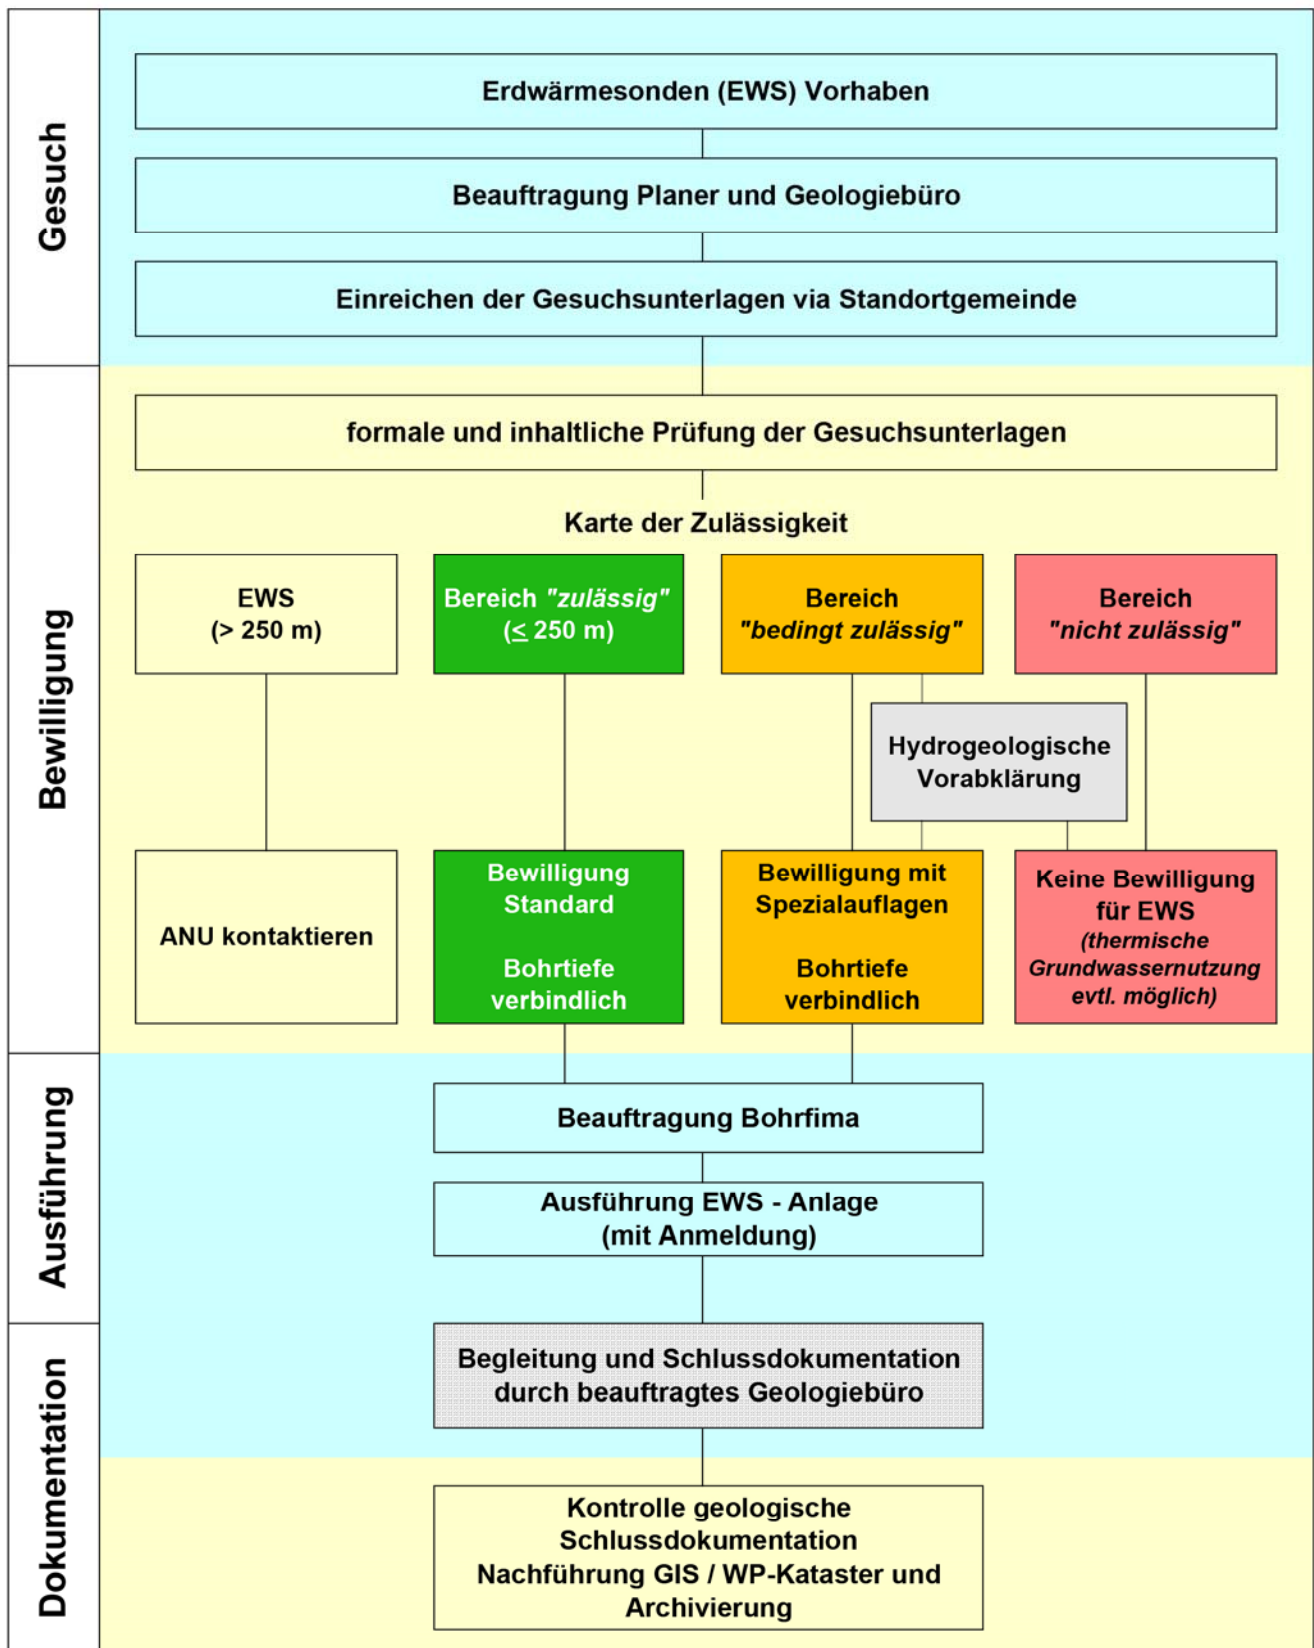 Gesuch
Erdwärmesonden (EWS) Vorhaben
Beauftragung Planer und Geologiebüro
Einreichen der Gesuchsunterlagen via Standortgemeinde
Bewilligung
formale und inhaltliche Prüfung der Gesuchsunterlagen
Karte der Zulässigkeit
EWS
(> 250 m)
Bereich "zulässig"
(≤ 250 m)
Bereich
"bedingt zulässig"
Bereich
"nicht zulässig"
Hydrogeologische
Vorabklärung
ANU kontaktieren
Bewilligung
Standard
Bohrtiefe
verbindlich
Bewilligung mit
Spezialauflagen
Bohrtiefe
verbindlich
Keine Bewilligung
für EWS
(thermische
Grundwassernutzung
evtl. möglich)
Ausführung
Beauftragung Bohrfima
Ausführung EWS - Anlage
(mit Anmeldung)
Dokumentation
Begleitung und Schlussdokumentation
durch beauftragtes Geologiebüro
Kontrolle geologische
Schlussdokumentation
Nachführung GIS / WP-Kataster und
Archivierung